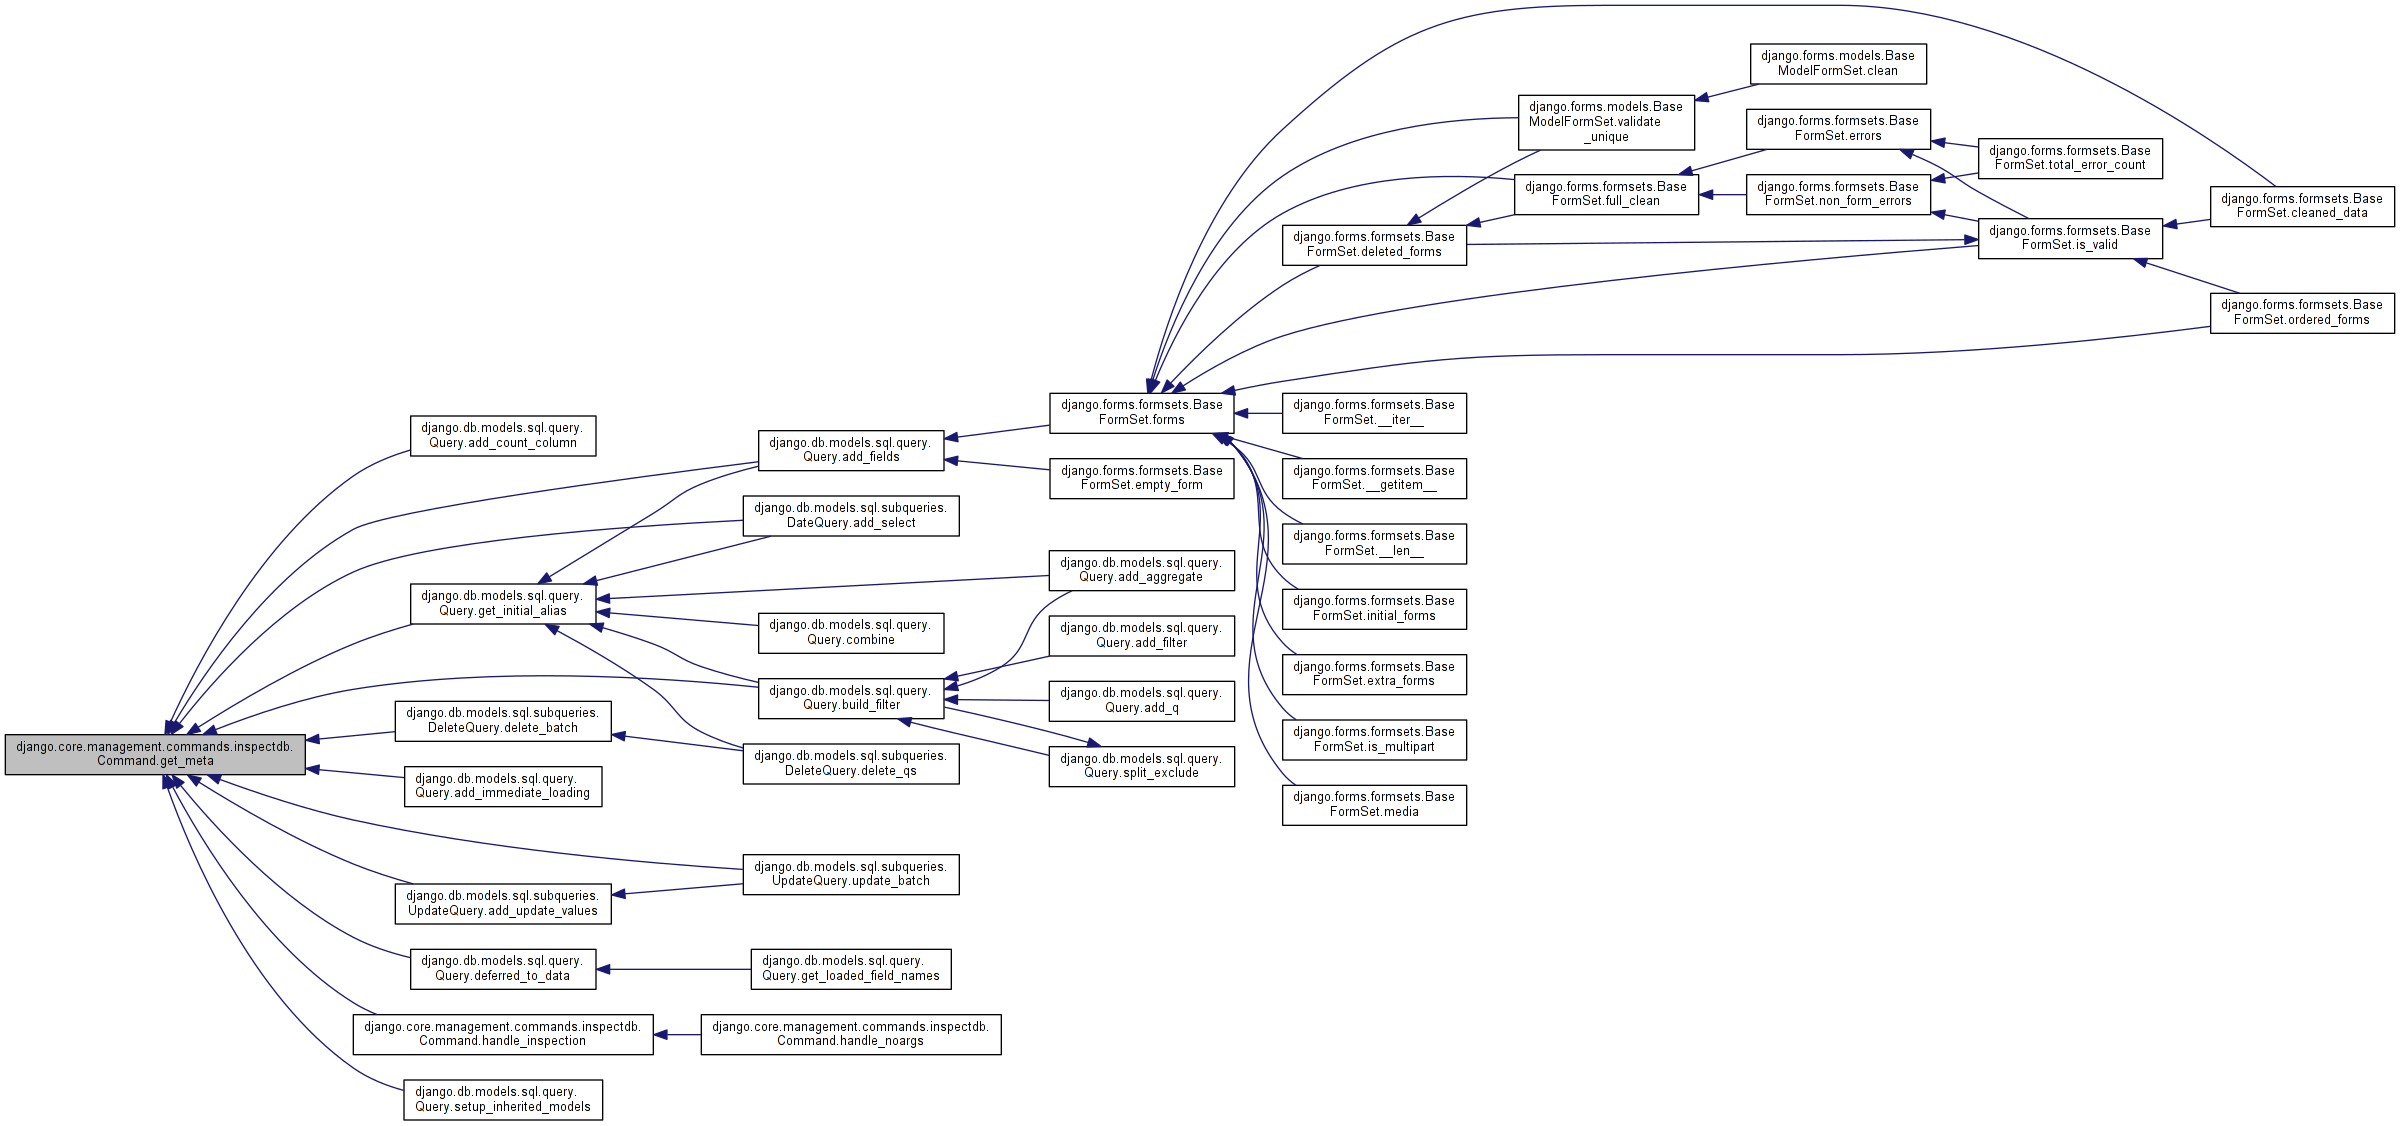 django.core.management.commands.inspectdb.
Command.get_meta
django.db.models.sql.query.
Query.add_count_column
django.db.models.sql.query.
Query.get_initial_alias
django.db.models.sql.subqueries.
DeleteQuery.delete_batch
django.db.models.sql.query.
Query.add_immediate_loading
django.db.models.sql.subqueries.
UpdateQuery.add_update_values
django.db.models.sql.query.
Query.deferred_to_data
django.core.management.commands.inspectdb.
Command.handle_inspection
django.db.models.sql.query.
Query.setup_inherited_models
django.db.models.sql.query.
Query.add_fields
django.db.models.sql.subqueries.
DateQuery.add_select
django.db.models.sql.query.
Query.combine
django.db.models.sql.query.
Query.build_filter
django.db.models.sql.subqueries.
DeleteQuery.delete_qs
django.db.models.sql.subqueries.
UpdateQuery.update_batch
django.db.models.sql.query.
Query.get_loaded_field_names
django.core.management.commands.inspectdb.
Command.handle_noargs
django.forms.formsets.Base
FormSet.forms
django.forms.formsets.Base
FormSet.empty_form
django.db.models.sql.query.
Query.add_aggregate
django.db.models.sql.query.
Query.add_filter
django.db.models.sql.query.
Query.add_q
django.db.models.sql.query.
Query.split_exclude
django.forms.formsets.Base
FormSet.deleted_forms
django.forms.formsets.Base
FormSet.__iter__
django.forms.formsets.Base
FormSet.__getitem__
django.forms.formsets.Base
FormSet.__len__
django.forms.formsets.Base
FormSet.initial_forms
django.forms.formsets.Base
FormSet.extra_forms
django.forms.formsets.Base
FormSet.is_multipart
django.forms.formsets.Base
FormSet.media
django.forms.models.Base
ModelFormSet.validate
_unique
django.forms.formsets.Base
FormSet.full_clean
django.forms.models.Base
ModelFormSet.clean
django.forms.formsets.Base
FormSet.errors
django.forms.formsets.Base
FormSet.non_form_errors
django.forms.formsets.Base
FormSet.total_error_count
django.forms.formsets.Base
FormSet.is_valid
django.forms.formsets.Base
FormSet.cleaned_data
django.forms.formsets.Base
FormSet.ordered_forms